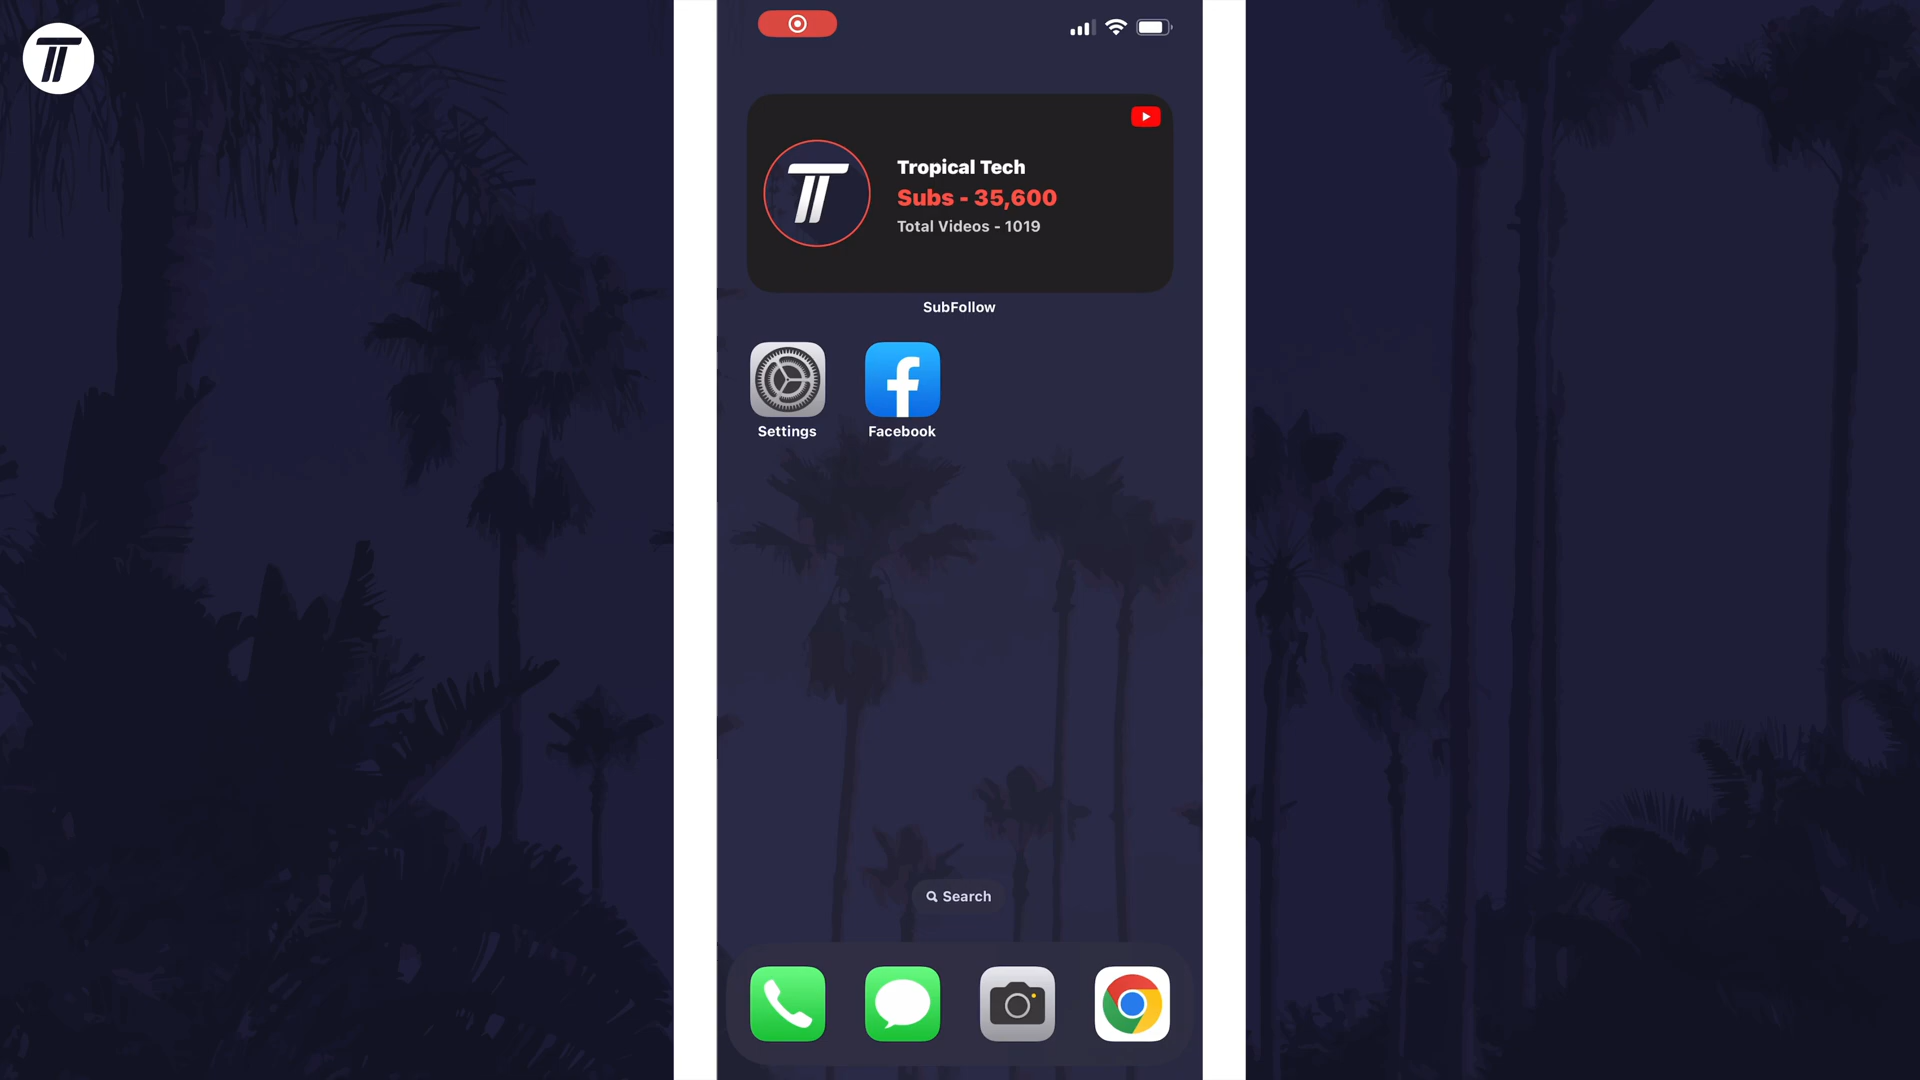 Tropical Tech
Subs - 35,600
Total Videos - 1019
SubFollow
Settings
Facebook
Search